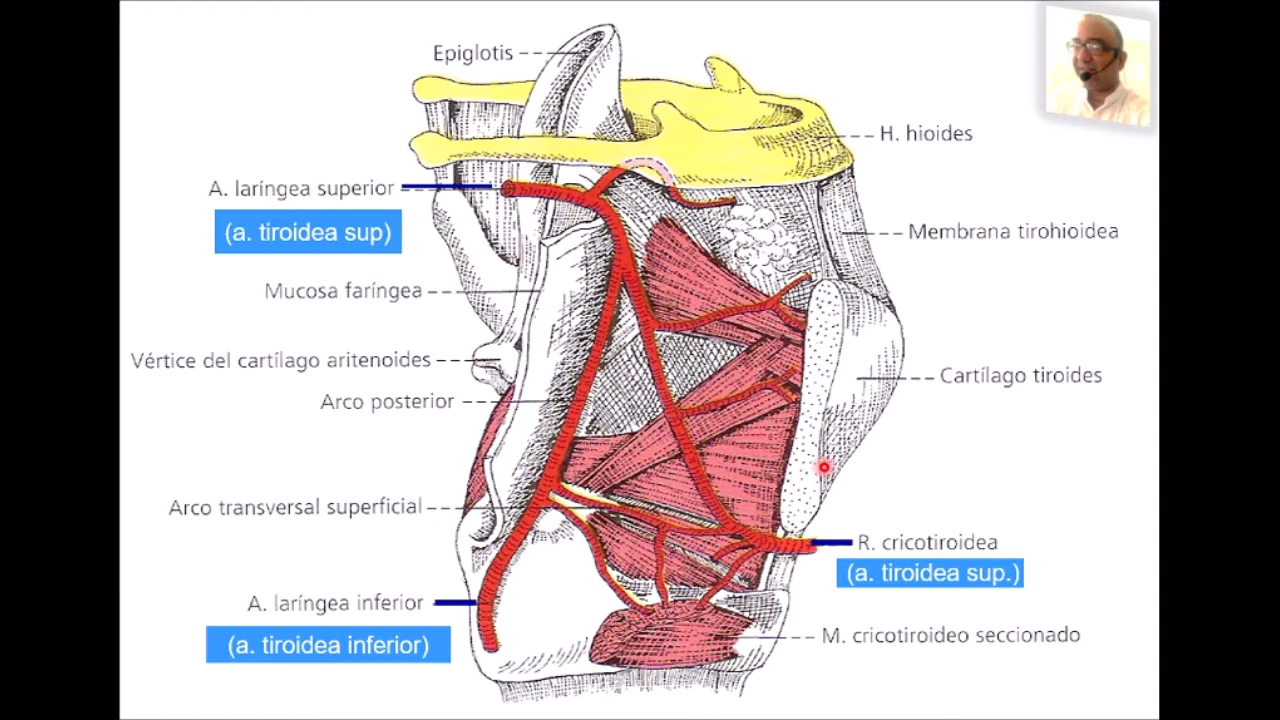 Epiglotis
H. hioides
A. laríngea superior
(a. tiroidea sup)
Membrana tirohioidea
Mucosa faríngea
Vértice del cartílago aritenoides
Cartílago tiroides
Arco posterior
Arco transversal superficial
R. cricotiroidea
(a. tiroidea sup.)
A. laríngea inferior
(a. tiroidea inferior)
M. cricotiroideo seccionado